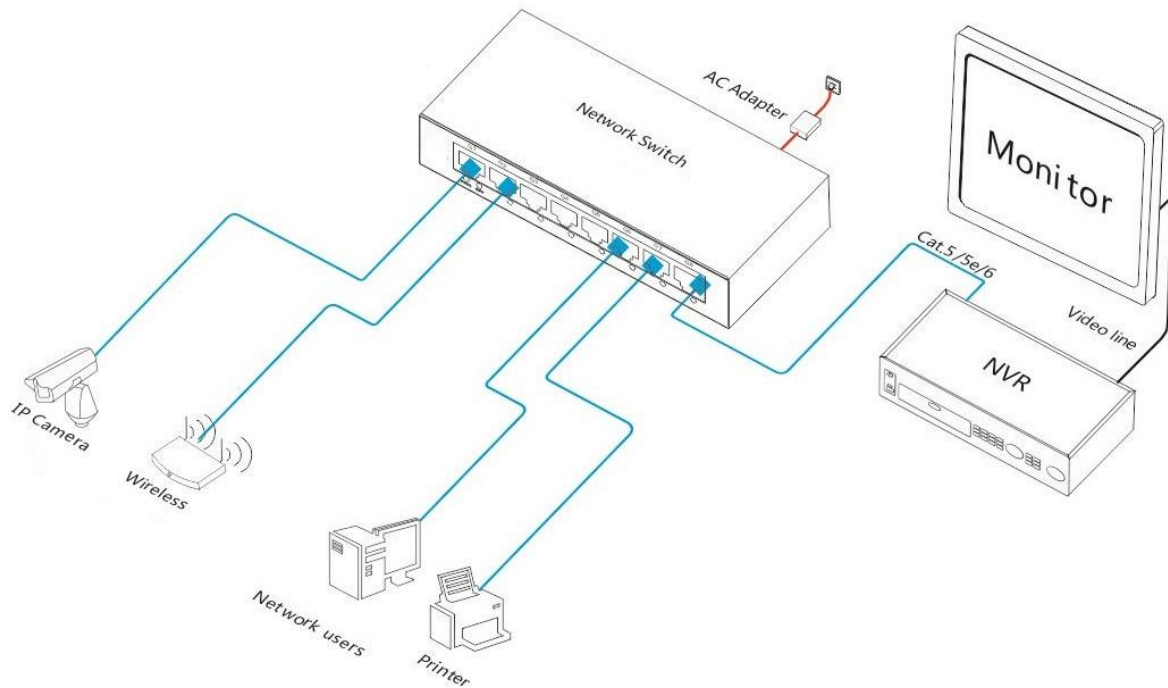 AC Adapter
Network Switch
Monitor
Cat.5/5e/6
Video line
NVR
IP Camera
Wireless
Network users
Printer